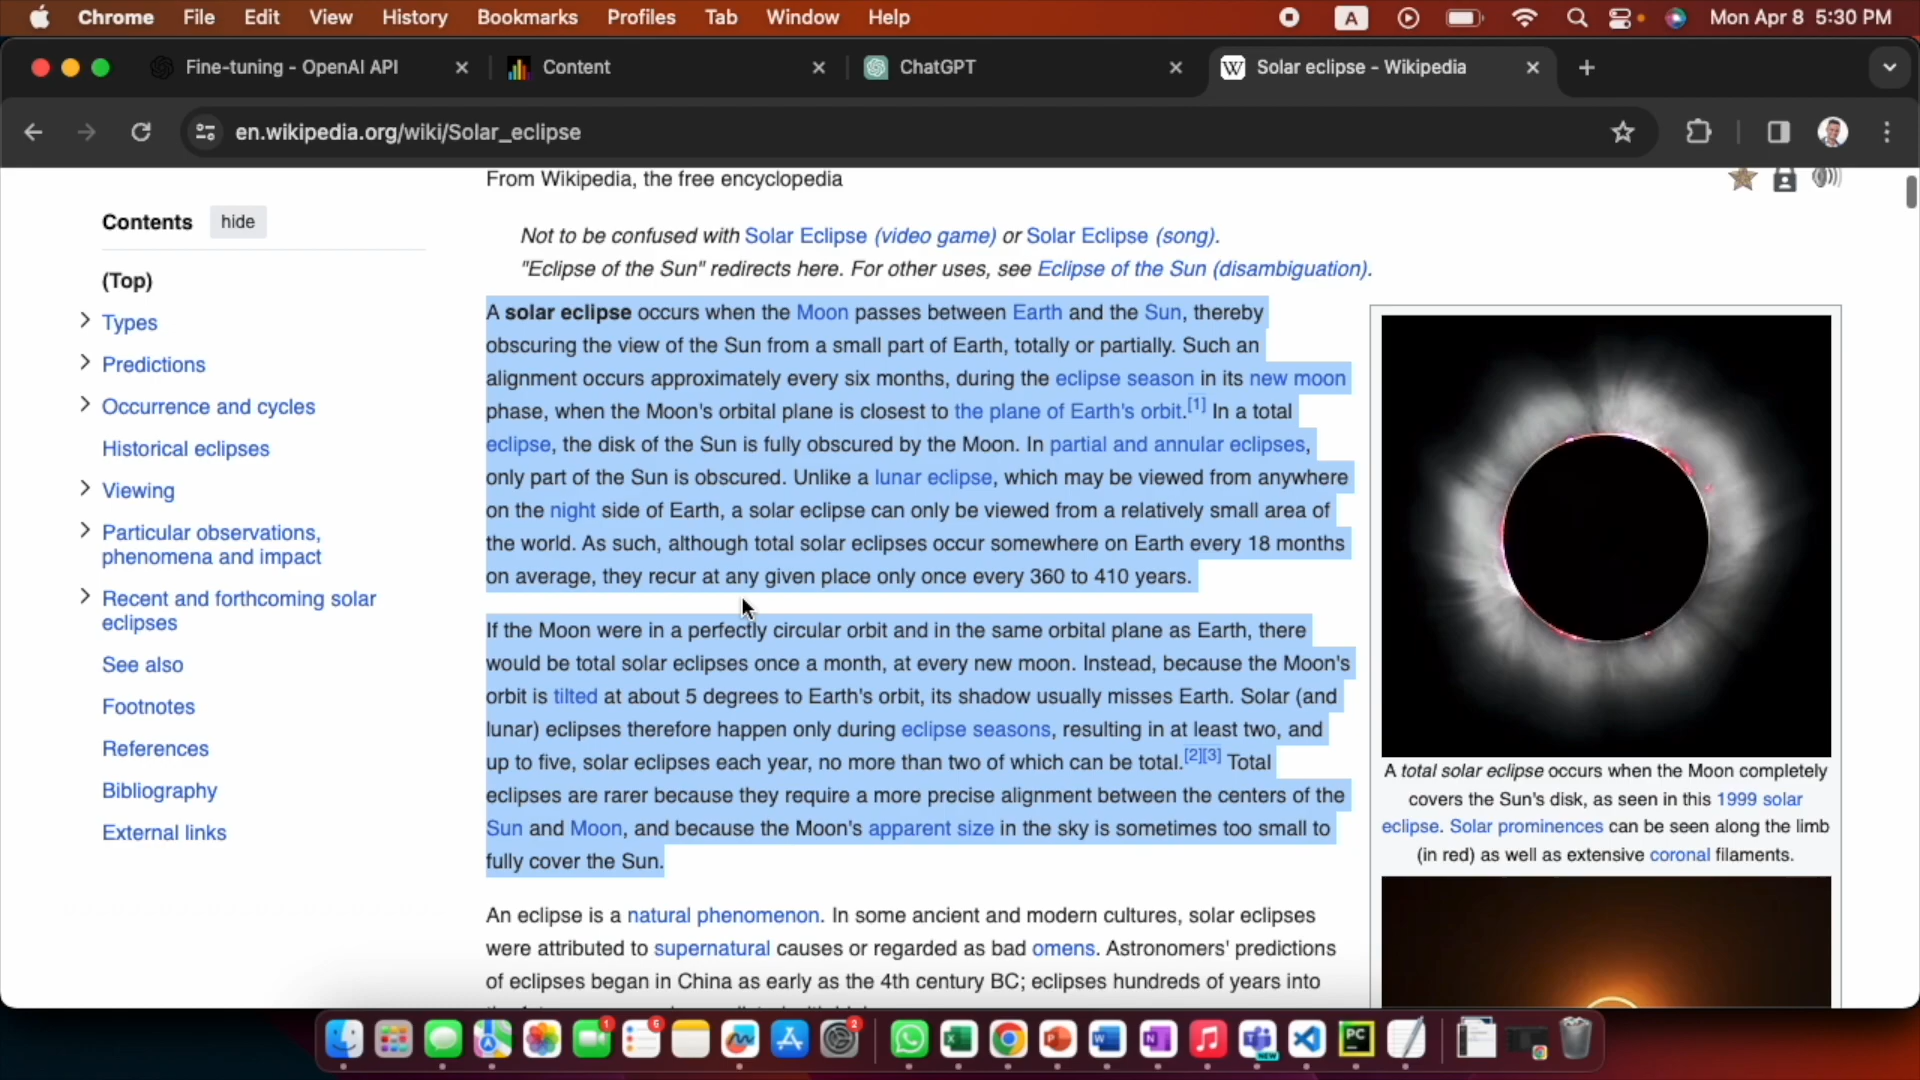 Chrome File Edit View History Bookmarks Profiles Tab Window Help A Mon Apr 8 5:30 PM
Fine-tuning - OpenAI API Content ChatGPT W Solar eclipse - Wikipedia
en.wikipedia.org/wiki/Solar_eclipse
From Wikipedia, the free encyclopedia
Contents hide
(Top)
Types
Predictions
Occurrence and cycles
Historical eclipses
Viewing
Particular observations,
phenomena and impact
Recent and forthcoming solar
eclipses
See also
Footnotes
References
Bibliography
External links
Not to be confused with Solar Eclipse (video game) or Solar Eclipse (song).
"Eclipse of the Sun" redirects here. For other uses, see Eclipse of the Sun (disambiguation).
A solar eclipse occurs when the Moon passes between Earth and the Sun, thereby
obscuring the view of the Sun from a small part of Earth, totally or partially. Such an
alignment occurs approximately every six months, during the eclipse season in its new moon
phase, when the Moon's orbital plane is closest to the plane of Earth's orbit.[1] In a total
eclipse, the disk of the Sun is fully obscured by the Moon. In partial and annular eclipses,
only part of the Sun is obscured. Unlike a lunar eclipse, which may be viewed from anywhere
on the night side of Earth, a solar eclipse can only be viewed from a relatively small area of
the world. As such, although total solar eclipses occur somewhere on Earth every 18 months
on average, they recur at any given place only once every 360 to 410 years.
If the Moon were in a perfectly circular orbit and in the same orbital plane as Earth, there
would be total solar eclipses once a month, at every new moon. Instead, because the Moon's
orbit is tilted at about 5 degrees to Earth's orbit, its shadow usually misses Earth. Solar (and
lunar) eclipses therefore happen only during eclipse seasons, resulting in at least two, and
up to five, solar eclipses each year, no more than two of which can be total.[2][3] Total
eclipses are rarer because they require a more precise alignment between the centers of the
Sun and Moon, and because the Moon's apparent size in the sky is sometimes too small to
fully cover the Sun.
An eclipse is a natural phenomenon. In some ancient and modern cultures, solar eclipses
were attributed to supernatural causes or regarded as bad omens. Astronomers' predictions
of eclipses began in China as early as the 4th century BC; eclipses hundreds of years into
A total solar eclipse occurs when the Moon completely
covers the Sun's disk, as seen in this 1999 solar
eclipse. Solar prominences can be seen along the limb
(in red) as well as extensive coronal filaments.
1 6 2 NEW PC